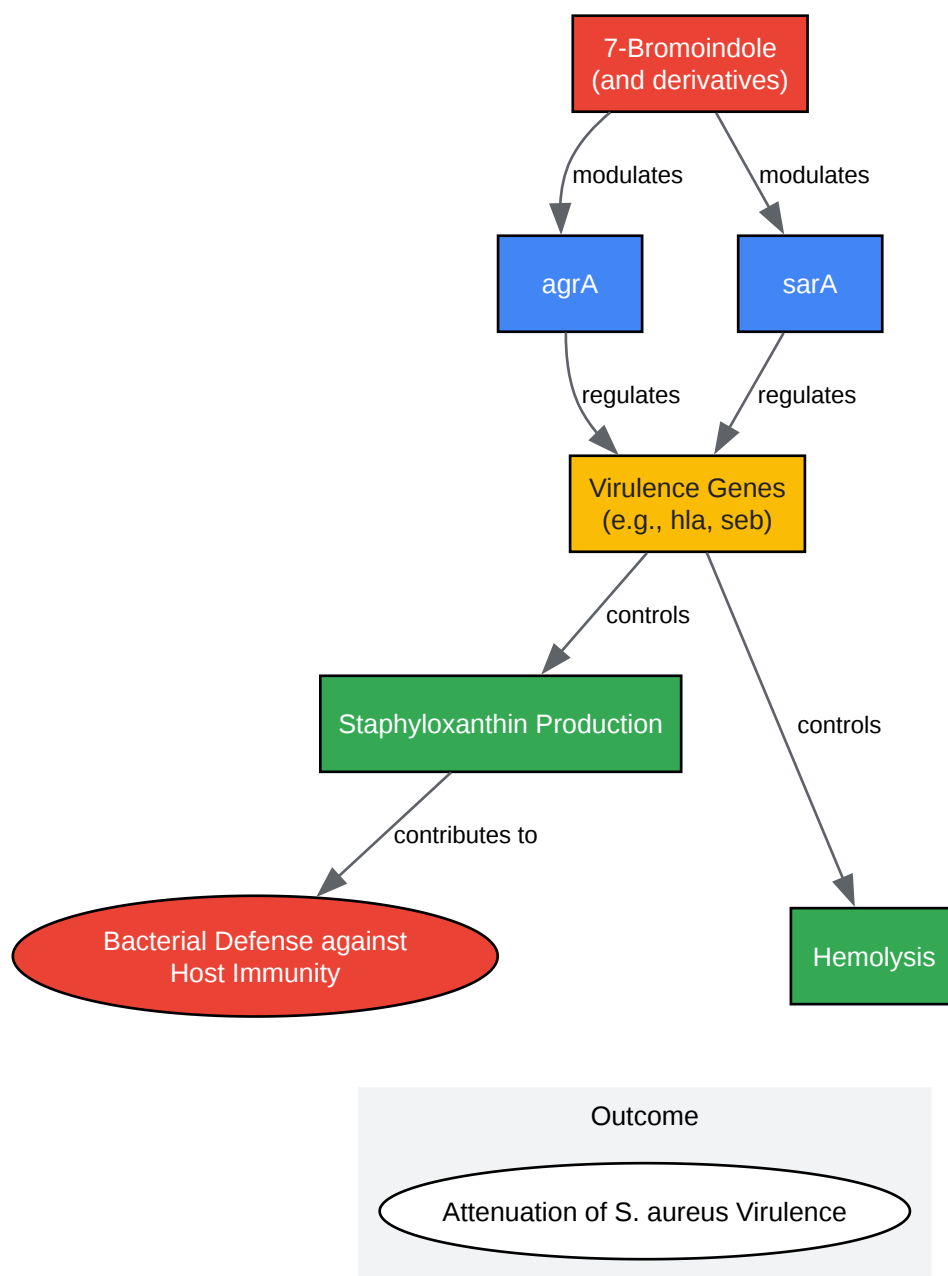 7-Bromoindole
(and derivatives)
modulates
modulates
agrA
sarA
regulates
regulates
Virulence Genes
(e.g., hla, seb)
controls
Staphyloxanthin Production
controls
contributes to
Bacterial Defense against
Host Immunity
Hemolysis
Outcome
Attenuation of S. aureus Virulence